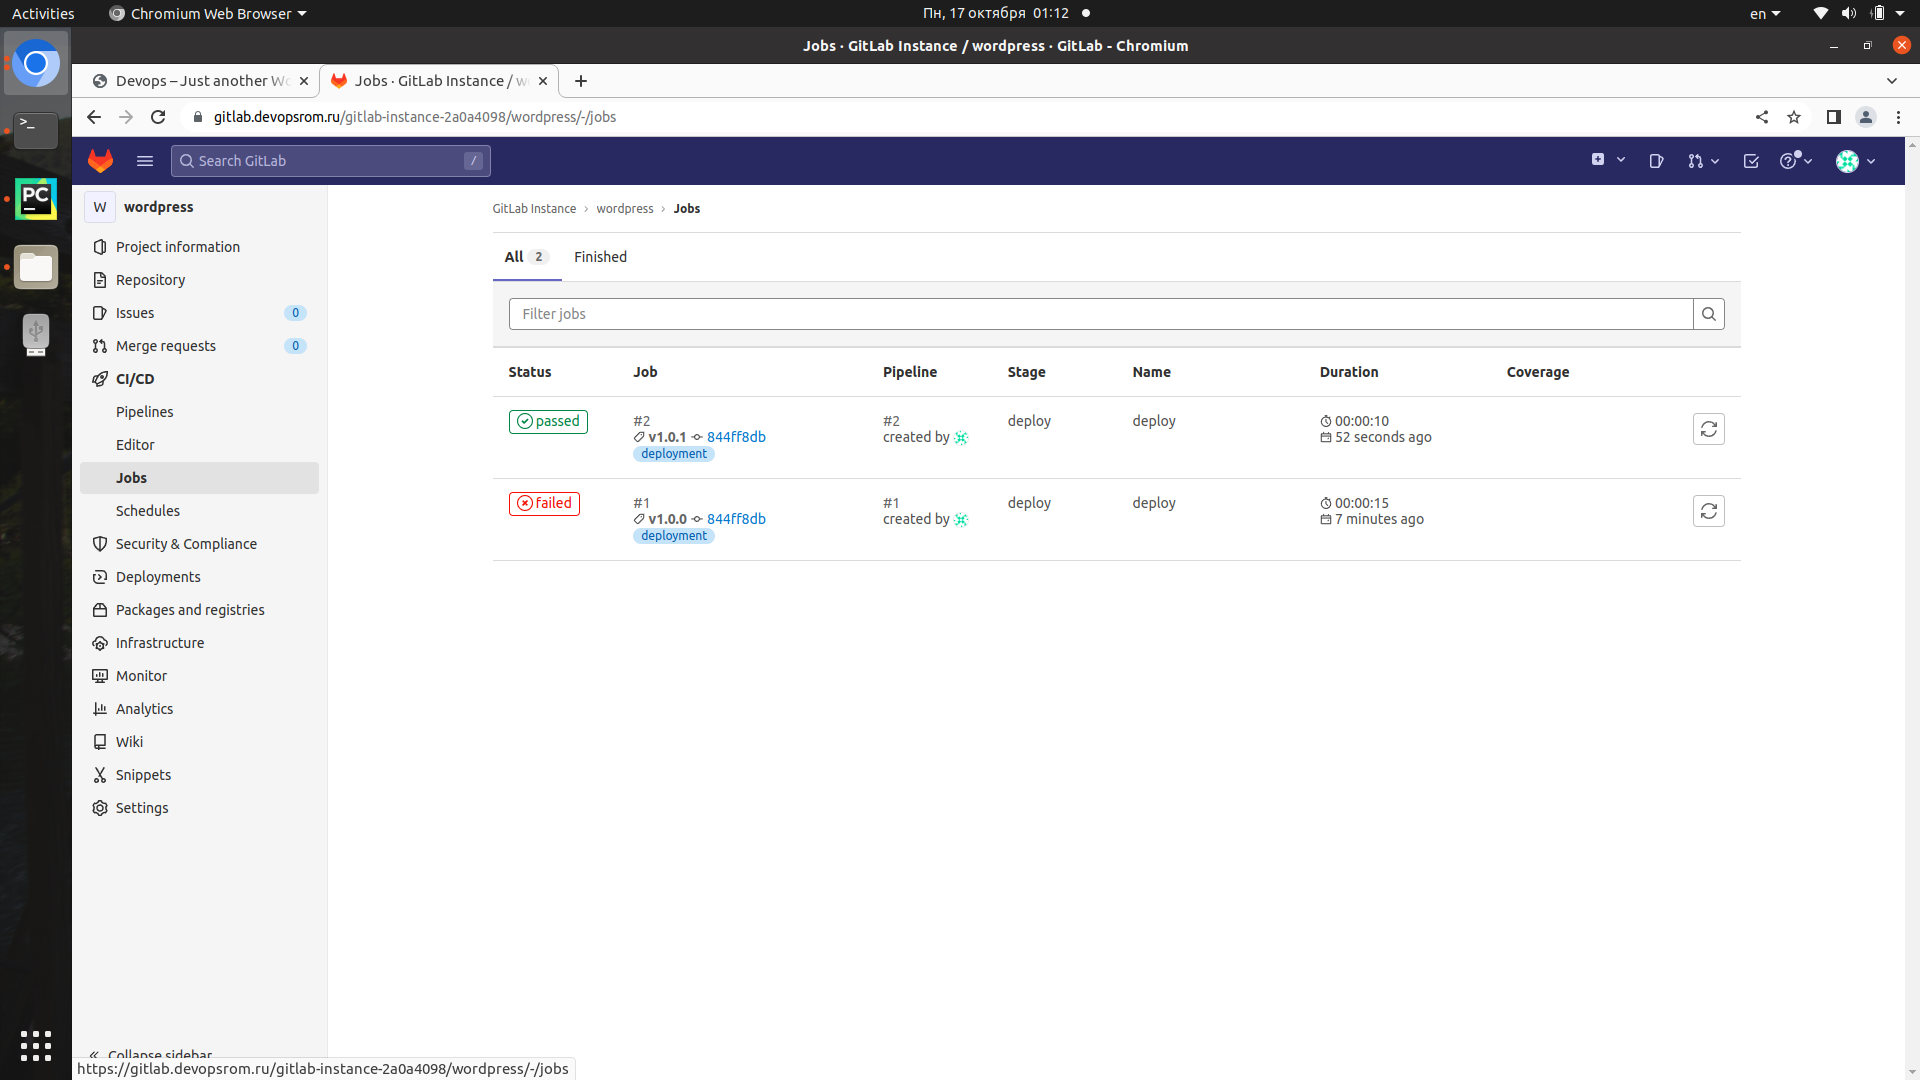 Activities
Chromium Web Browser
Пн, 17 октября 01:12
en
Jobs · GitLab Instance / wordpress · GitLab - Chromium
Devops – Just another Wo
Jobs · GitLab Instance / w
gitlab.devopsrom.ru/gitlab-instance-2a0a4098/wordpress/-/jobs
Search GitLab
/
W
wordpress
Project information
Repository
Issues
0
Merge requests
0
CI/CD
Pipelines
Editor
Jobs
Schedules
Security & Compliance
Deployments
Packages and registries
Infrastructure
Monitor
Analytics
Wiki
Snippets
Settings
Collapse sidebar
GitLab Instance › wordpress › Jobs
All 2
Finished
Filter jobs
Status Job Pipeline Stage Name Duration Coverage
passed
#2
v1.0.1 844ff8db
deployment
#2
created by
deploy
deploy
00:00:10
52 seconds ago
failed
#1
v1.0.0 844ff8db
deployment
#1
created by
deploy
deploy
00:00:15
7 minutes ago
https://gitlab.devopsrom.ru/gitlab-instance-2a0a4098/wordpress/-/jobs
PC